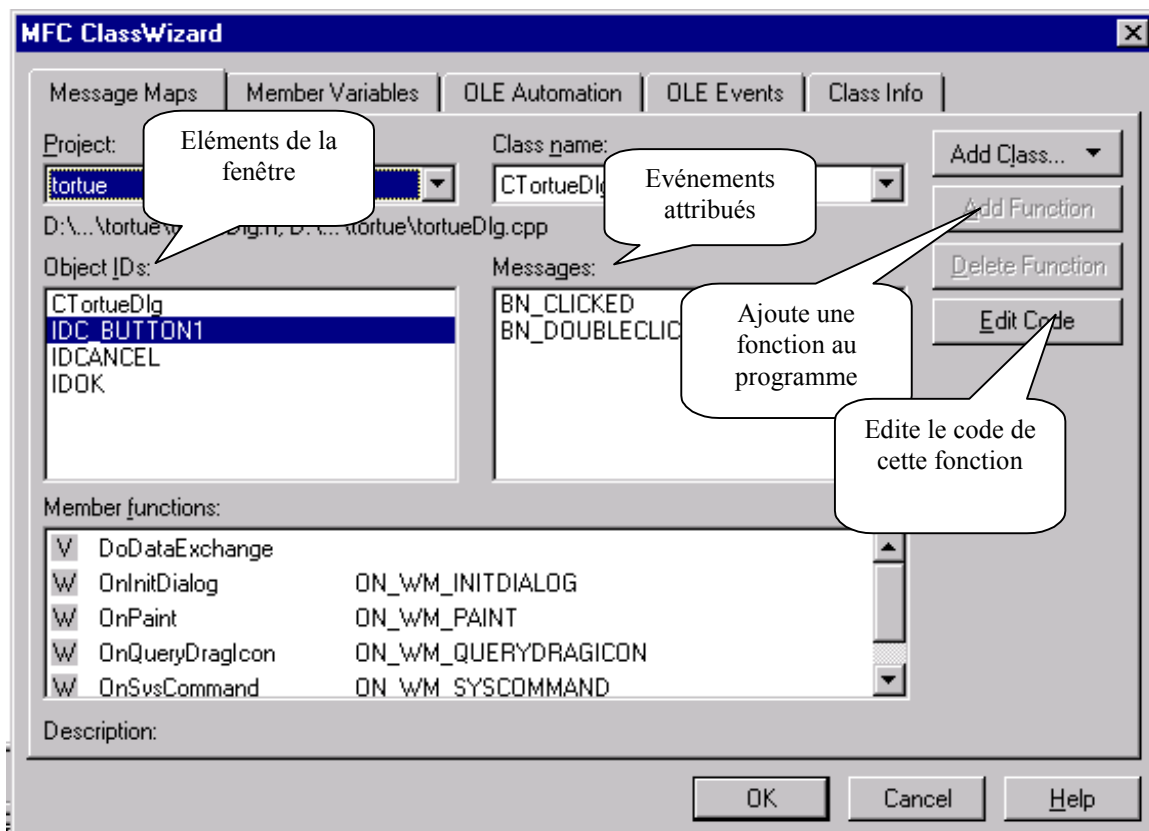 MFC ClassWizard
Message Maps
Member Variables
OLE Automation
OLE Events
Class Info
Project:
Eléments de la
fenêtre
Class name:
Evénements
attribués
Add Class...
tortue
CTortueDlg
Add Function
D:\...\tortue\
Dlg.h, D:\...\tortue\tortueDlg.cpp
Object IDs:
Messages:
Delete Function
CTortueDlg
IDC_BUTTON1
IDCANCEL
IDOK
BN_CLICKED
BN_DOUBLECLIC
Ajoute une
fonction au
programme
Edit Code
Edite le code de
cette fonction
Member functions:
V DoDataExchange
W OnInitDialog ON_WM_INITDIALOG
W OnPaint ON_WM_PAINT
W OnQueryDragIcon ON_WM_QUERYDRAGICON
W OnSysCommand ON_WM_SYSCOMMAND
Description:
OK
Cancel
Help